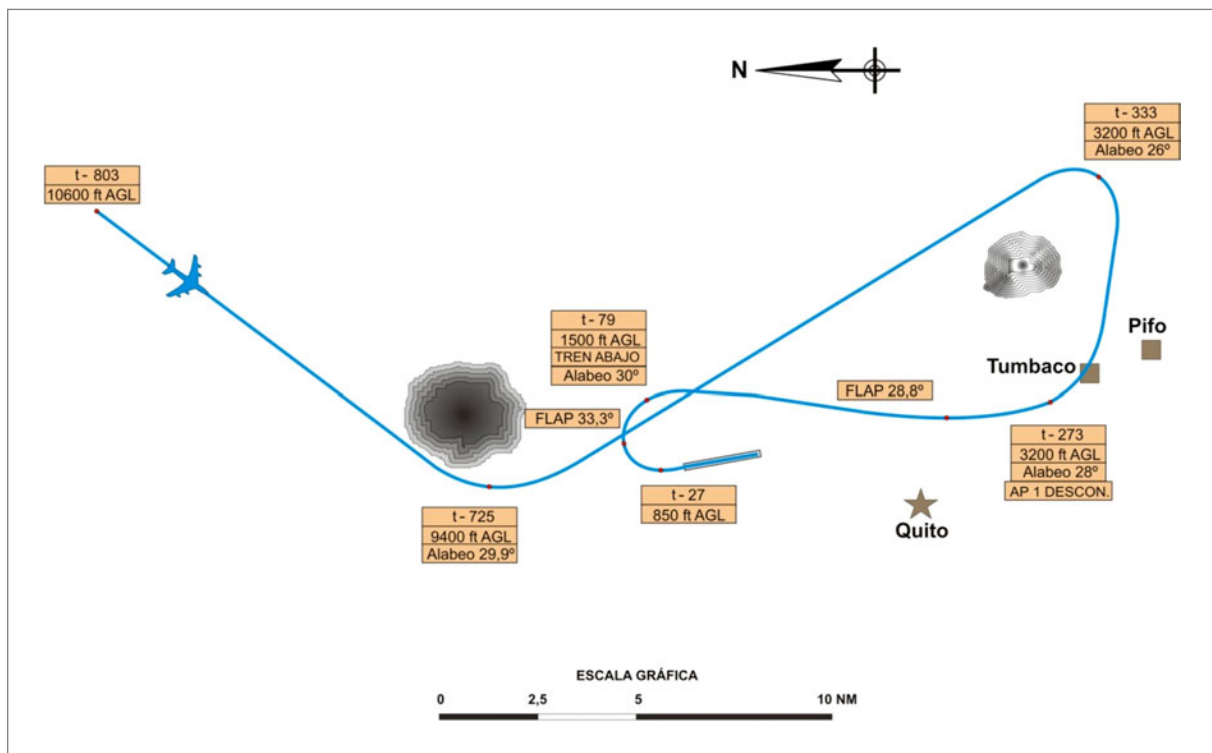 N
t - 333
3200 ft AGL
Alabeo 26º
t - 803
10600 ft AGL
t - 79
1500 ft AGL
TREN ABAJO
Alabeo 30º
Pifo
Tumbaco
FLAP 28,8º
FLAP 33,3º
t - 273
3200 ft AGL
Alabeo 28º
AP 1 DESCON.
t - 27
850 ft AGL
Quito
t - 725
9400 ft AGL
Alabeo 29,9º
ESCALA GRÁFICA
0 2,5 5 10 NM